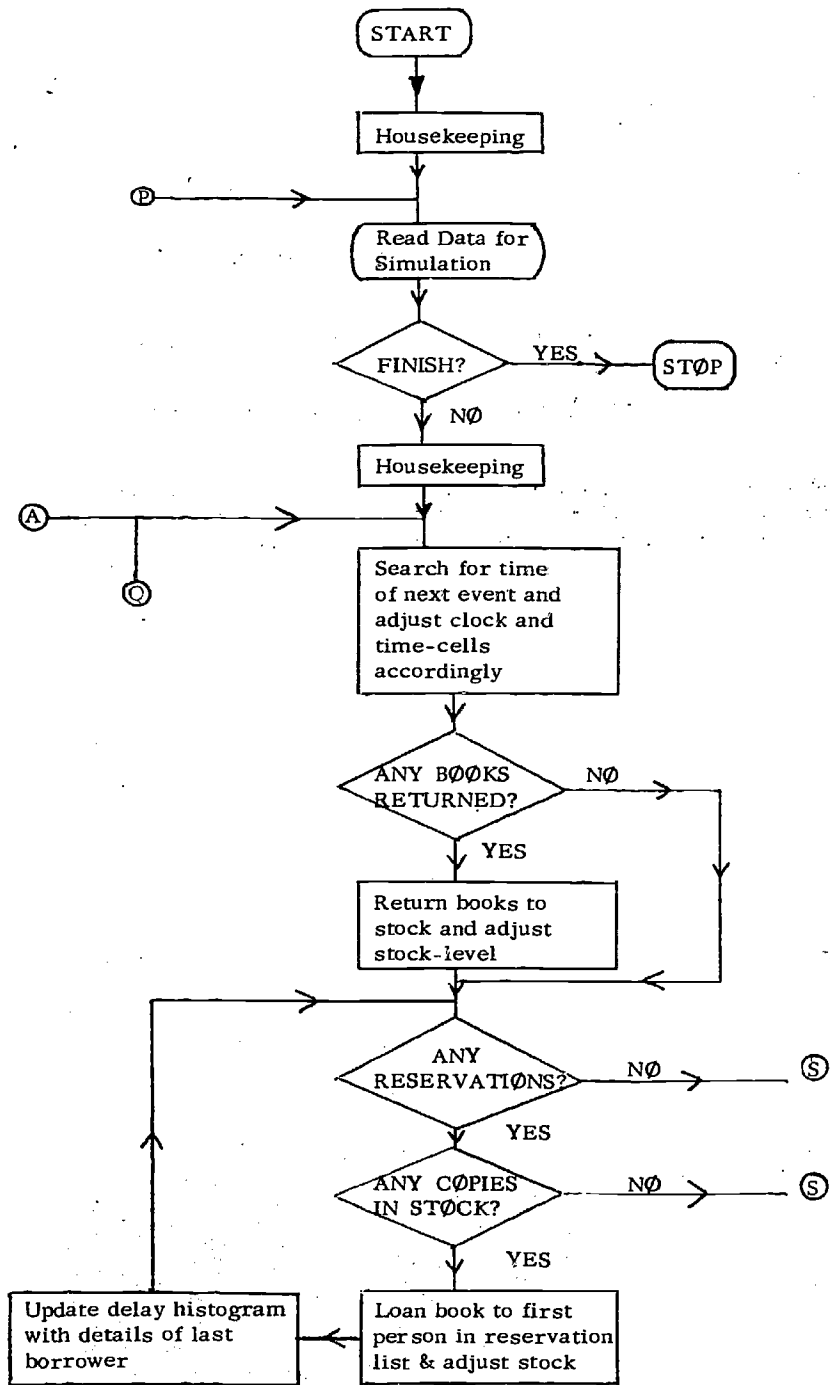 START
Housekeeping
P
Read Data for
Simulation
FINISH?
YES
STØP
NØ
Housekeeping
A
Q
Search for time
of next event and
adjust clock and
time-cells
accordingly
ANY BØØKS
RETURNED?
NØ
YES
Return books to
stock and adjust
stock-level
ANY
RESERVATIØNS?
NØ
S
YES
ANY CØPIES
IN STØCK?
NØ
S
YES
Update delay histogram
with details of last
borrower
Loan book to first
person in reservation
list & adjust stock